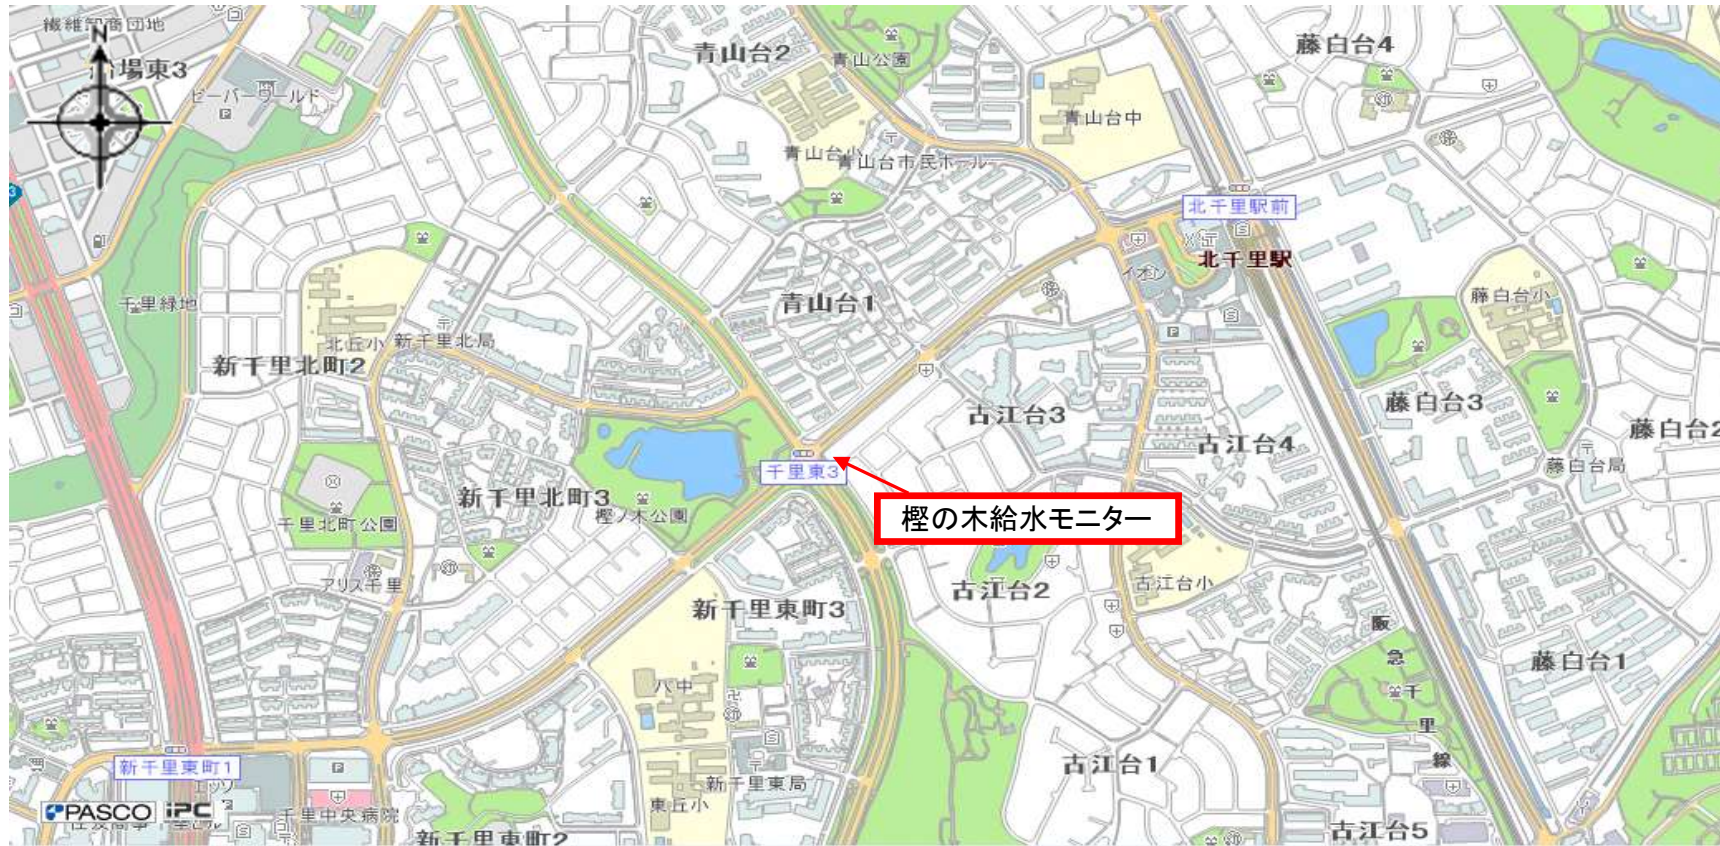 繊維卸商団地
N
船場東3
ビーバーワールド
青山台2
青山公園
藤白台4
青山台中
青山台小
青山台市民ホール
北千里駅前
北千里駅
イオン
千里緑地
青山台1
藤白台小
北丘小
新千里北局
新千里北町2
古江台3
藤白台3
藤白台2
古江台4
千里東3
藤白台局
新千里北町3
樫ノ木公園
樫の木給水モニター
千里北町公園
アリス千里
古江台2
古江台小
新千里東町3
阪
急
千
里
線
藤白台1
八中
新千里東町1
古江台1
新千里東局
東丘小
PASCO iPC
千里中央病院
新千里東町2
古江台5